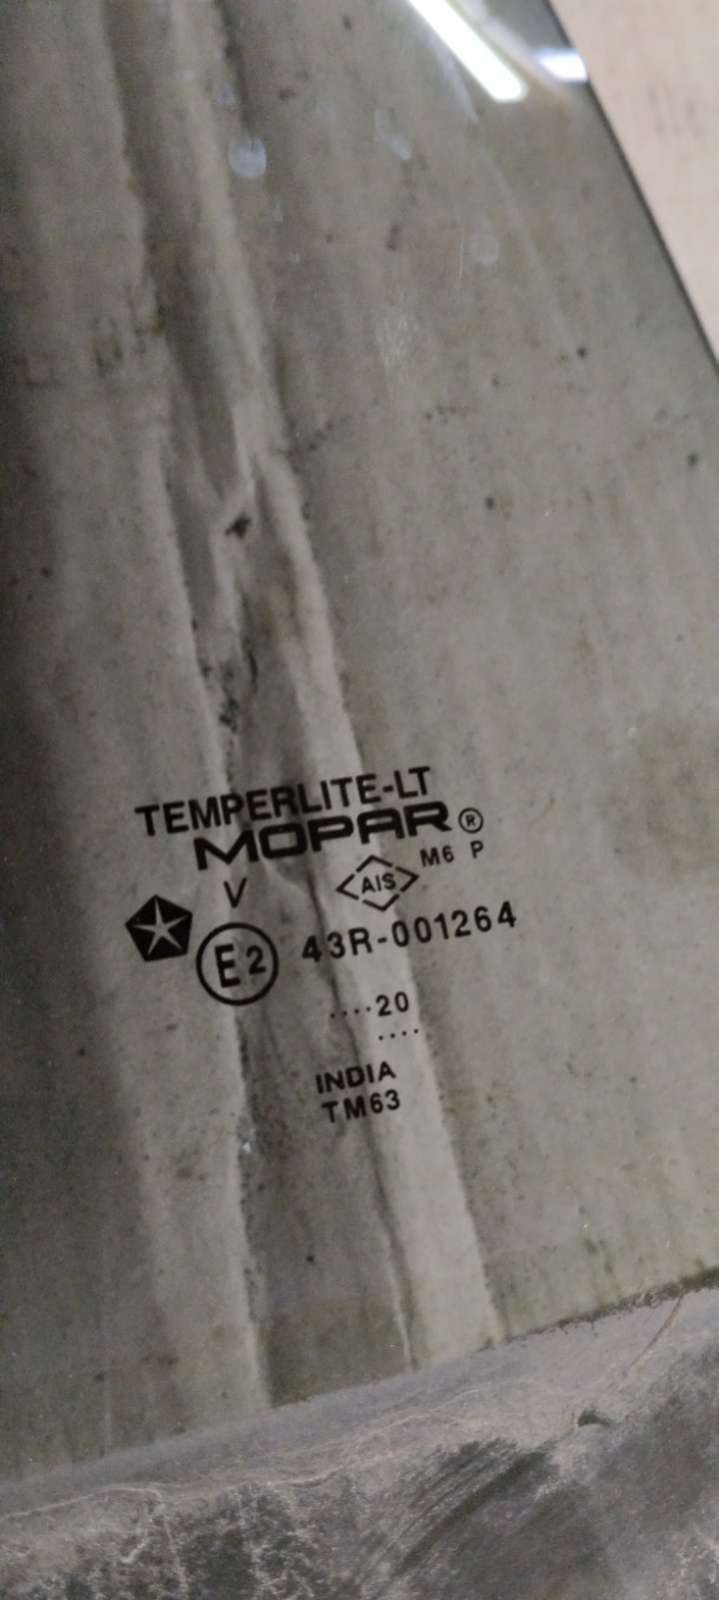 TEMPERLITE-LT
MOPAR®
V AIS M6 P
E2 43R-001264
....20
....
INDIA
TM63